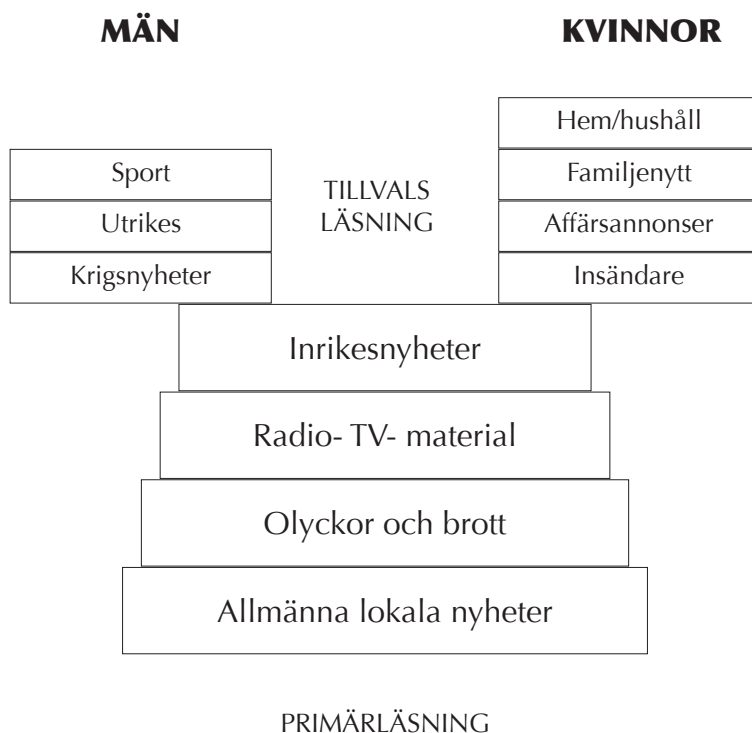 MÄN
KVINNOR
Hem/hushåll
Sport
TILLVALS
LÄSNING
Familjenytt
Utrikes
Affärsannonser
Krigsnyheter
Insändare
Inrikesnyheter
Radio- TV- material
Olyckor och brott
Allmänna lokala nyheter
PRIMÄRLÄSNING